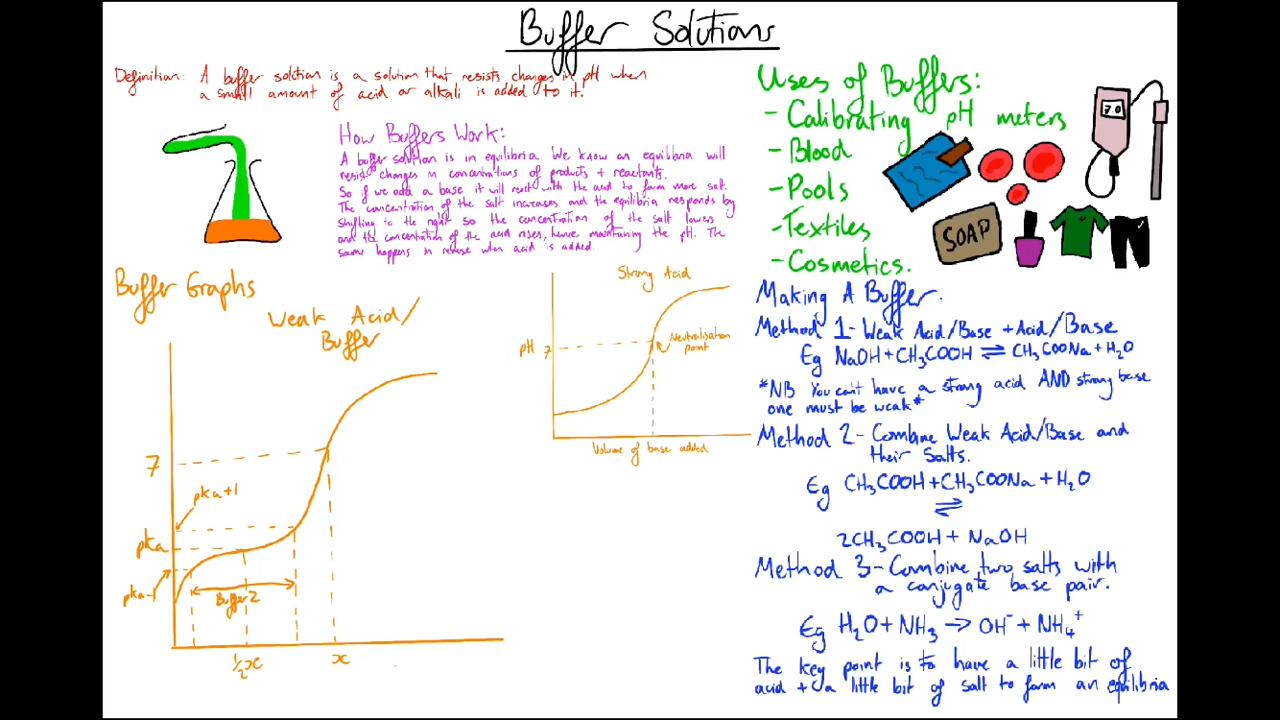 Buffer Solutions
Definition: A buffer solution is a solution that resists changes in pH when
a small amount of acid or alkali is added to it.
How Buffers Work:
A buffer solution is in equilibria We know an equilibria will
resist changes in concentrations of products + reactants.
So if we add a base it will react with the acid to form more salt.
The concentration of the salt increases and the equilibria responds by
shifting to the right so the concentration of the salt lowers
and the concentration of the acid rises, hence maintaining the pH. The
same happens in reverse when acid is added.
Uses of Buffers:
- Calibrating pH meters
- Blood
- Pools
- Textiles
- Cosmetics.
7.0
SOAP
Buffer Graphs
Weak Acid/
Buffer
7
pka+1
pka
pka-1
Buffer
½x
x
Strong Acid
pH
7
Neutralisation
point
Volume of base added
Making A Buffer.
Method 1- Weak Acid/Base + Acid/Base
Eg NaOH + CH₃COOH ⇌ CH₃COONa + H₂O
*NB You can't have a strong acid AND strong base
one must be weak*
Method 2- Combine Weak Acid/Base and
their Salts.
Eg CH₃COOH + CH₃COONa + H₂O
⇌
2CH₃COOH + NaOH
Method 3- Combine two salts with
a conjugate base pair.
Eg H₂O + NH₃ → OH⁻ + NH₄⁺
The key point is to have a little bit of
acid + a little bit of salt to form an equilibria